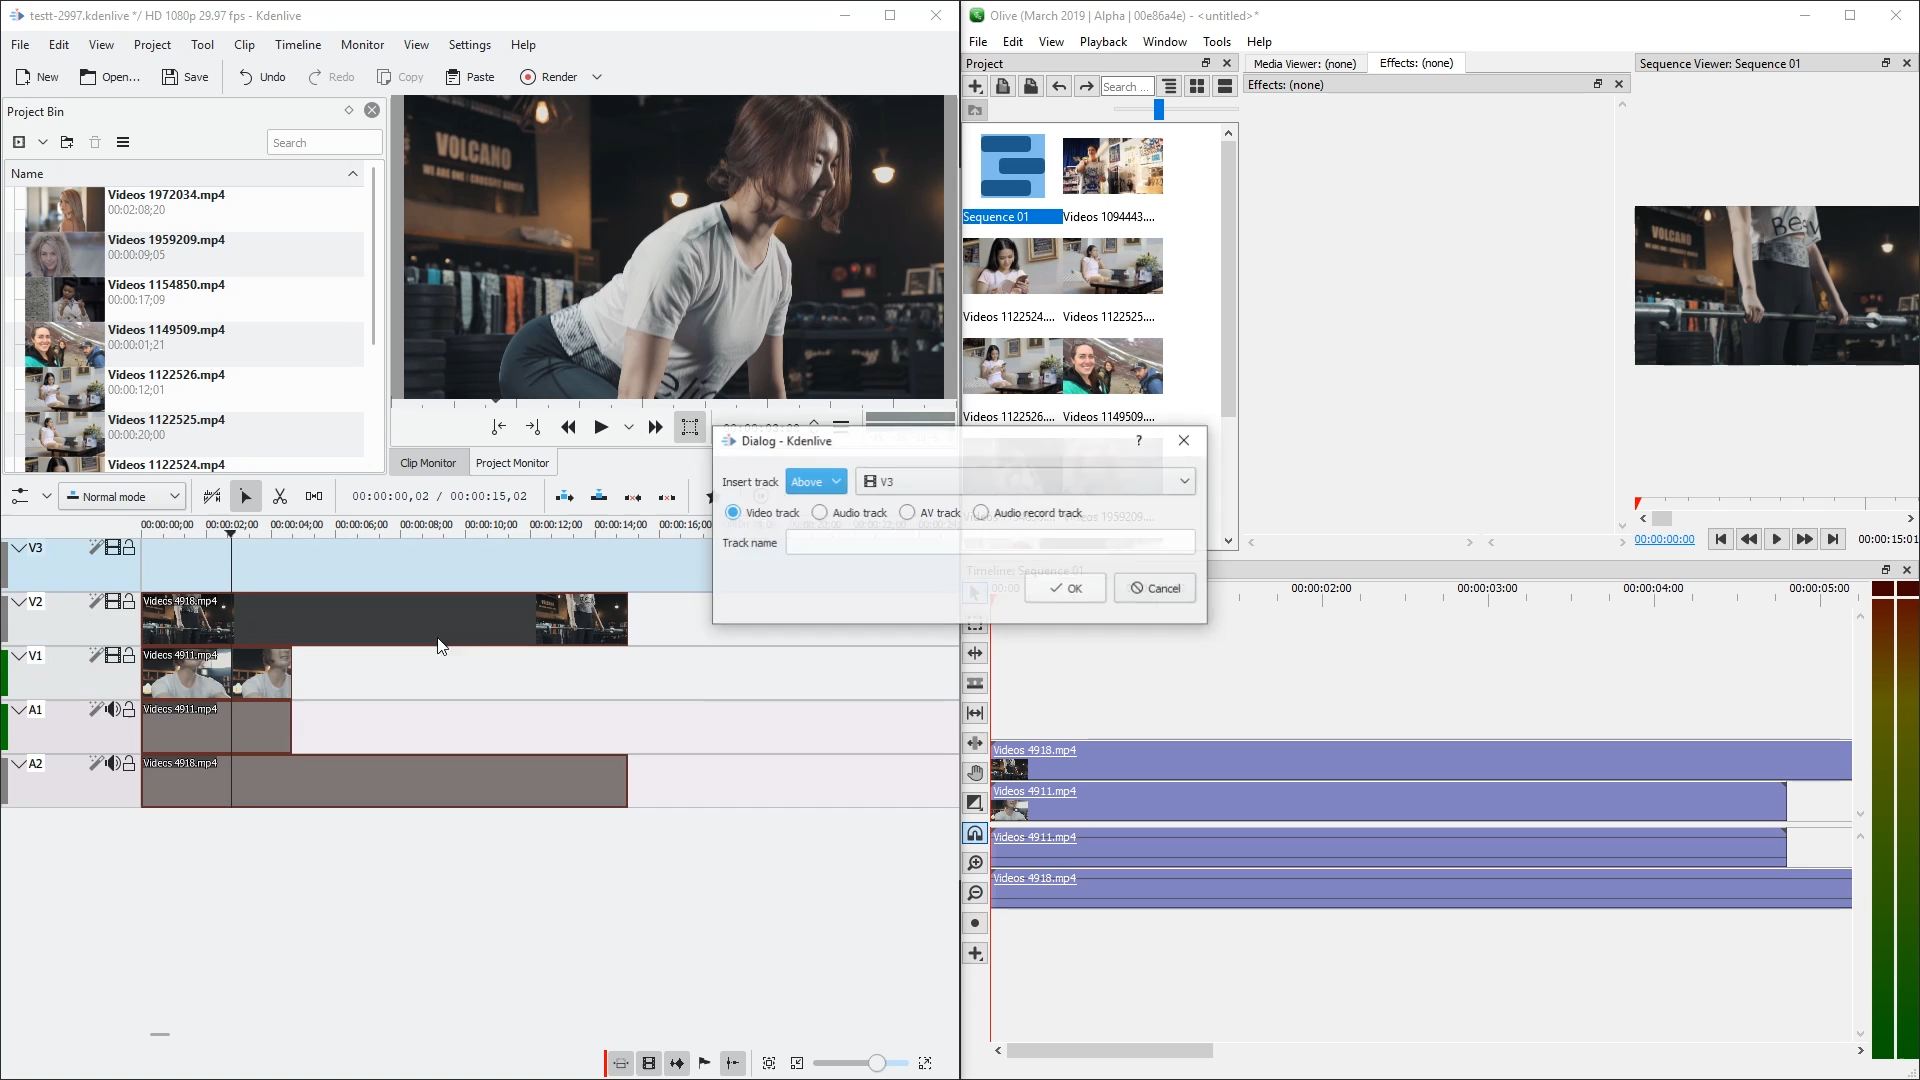 testt-2997.kdenlive */ HD 1080p 29.97 fps - Kdenlive
File Edit View Project Tool Clip Timeline Monitor View Settings Help
New Open... Save Undo Redo Copy Paste Render
Project Bin
Search
Name
Videos 1972034.mp4
00:02:08;20
Videos 1959209.mp4
00:00:09;05
Videos 1154850.mp4
00:00:17;09
Videos 1149509.mp4
00:00:01;21
Videos 1122526.mp4
00:00:12;01
Videos 1122525.mp4
00:00:20;00
Videos 1122524.mp4
VOLCANO
Clip Monitor Project Monitor
Normal mode
00:00:00,02 / 00:00:15,02
00:00:00;00 00:00:02;00 00:00:04;00 00:00:06;00 00:00:08;00 00:00:10;00 00:00:12;00 00:00:14;00 00:00:16;00
V3
V2
Videos 4918.mp4
V1
Videos 4911.mp4
A1
Videos 4911.mp4
A2
Videos 4918.mp4
Dialog - Kdenlive
?
Insert track Above V3
Video track Audio track AV track Audio record track
Track name
OK Cancel
Olive (March 2019 | Alpha | 00e86a4e) - <untitled>*
File Edit View Playback Window Tools Help
Project
Search ...
Sequence 01
Videos 1094443....
Videos 1122524.... Videos 1122525....
Videos 1122526.... Videos 1149509....
Media Viewer: (none) Effects: (none)
Effects: (none)
Sequence Viewer: Sequence 01
VOLCANO
00:00:00:00
00:00:15:01
Timeline: Sequence 01
00:00:02:00 00:00:03:00 00:00:04:00 00:00:05:00
Videos 4918.mp4
Videos 4911.mp4
Videos 4911.mp4
Videos 4918.mp4